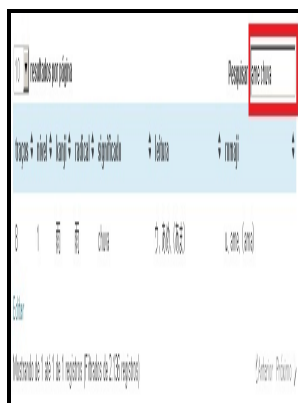 10 resultados por página Pesquisar ame chuva
traços nível kanji radical significado leitura romaji
8 1 雨 雨 chuva ウ, あめ, (あま) u, ame, (ama)
Editar
Mostrando de 1 até 1 de 1 registros (Filtrados de 2.136 registros) Anterior Próximo